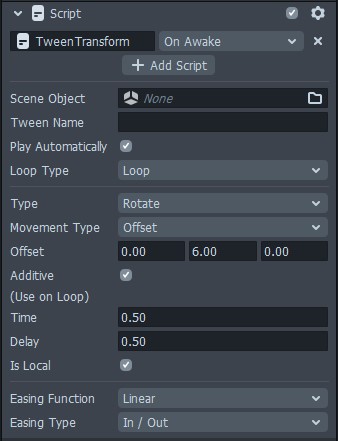 Script
TweenTransform On Awake
Add Script
Scene Object None
Tween Name
Play Automatically
Loop Type Loop
Type Rotate
Movement Type Offset
Offset 0.00 6.00 0.00
Additive
(Use on Loop)
Time 0.50
Delay 0.50
Is Local
Easing Function Linear
Easing Type In / Out